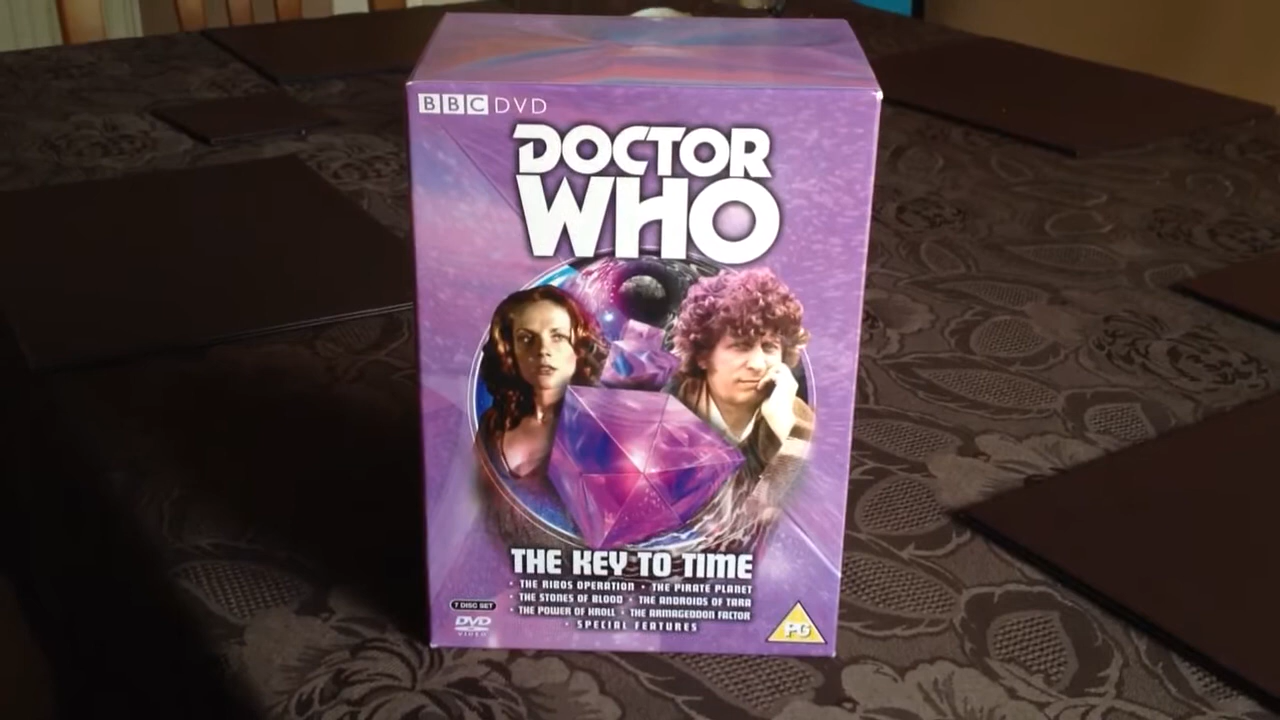 BBC DVD
DOCTOR
WHO
THE KEY TO TIME
• THE RIBOS OPERATION • THE PIRATE PLANET
• THE STONES OF BLOOD • THE ANDROIDS OF TARA
• THE POWER OF KROLL • THE ARMAGEDDON FACTOR
• SPECIAL FEATURES
7 DISC SET
DVD
VIDEO
PG